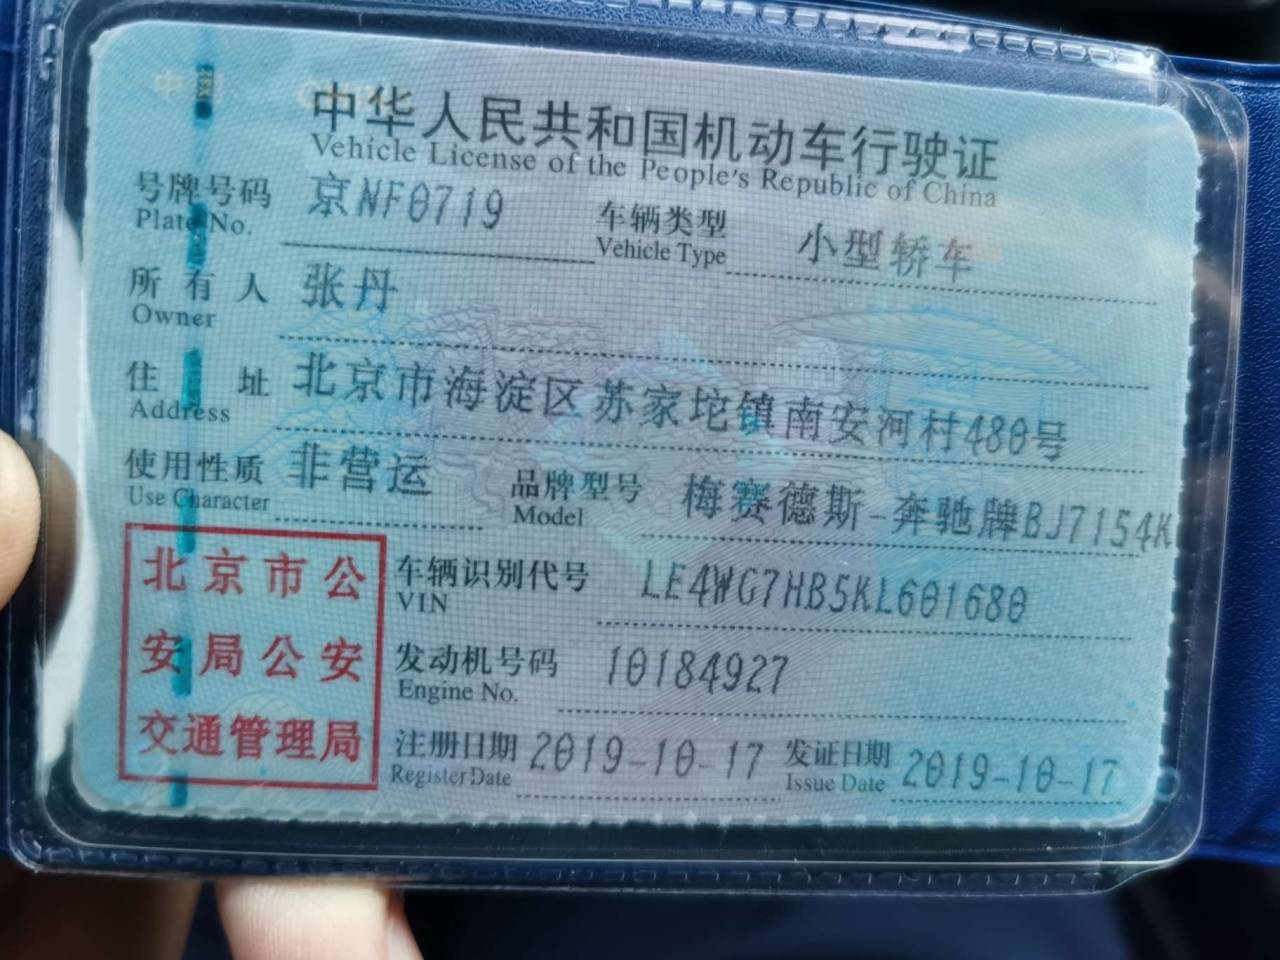 中华人民共和国机动车行驶证
Vehicle License of the People's Republic of China
号牌号码 京NF0719 车辆类型 小型轿车
Plate No. Vehicle Type
所有人 张丹
Owner
住址 北京市海淀区苏家坨镇南安河村480号
Address
使用性质 非营运 品牌型号 梅赛德斯-奔驰牌BJ7154K
Use Character Model
北京市公
安局公安
交通管理局
车辆识别代号 LE4WG7HB5KL601680
VIN
发动机号码 10184927
Engine No.
注册日期 2019-10-17 发证日期 2019-10-17
Register Date Issue Date